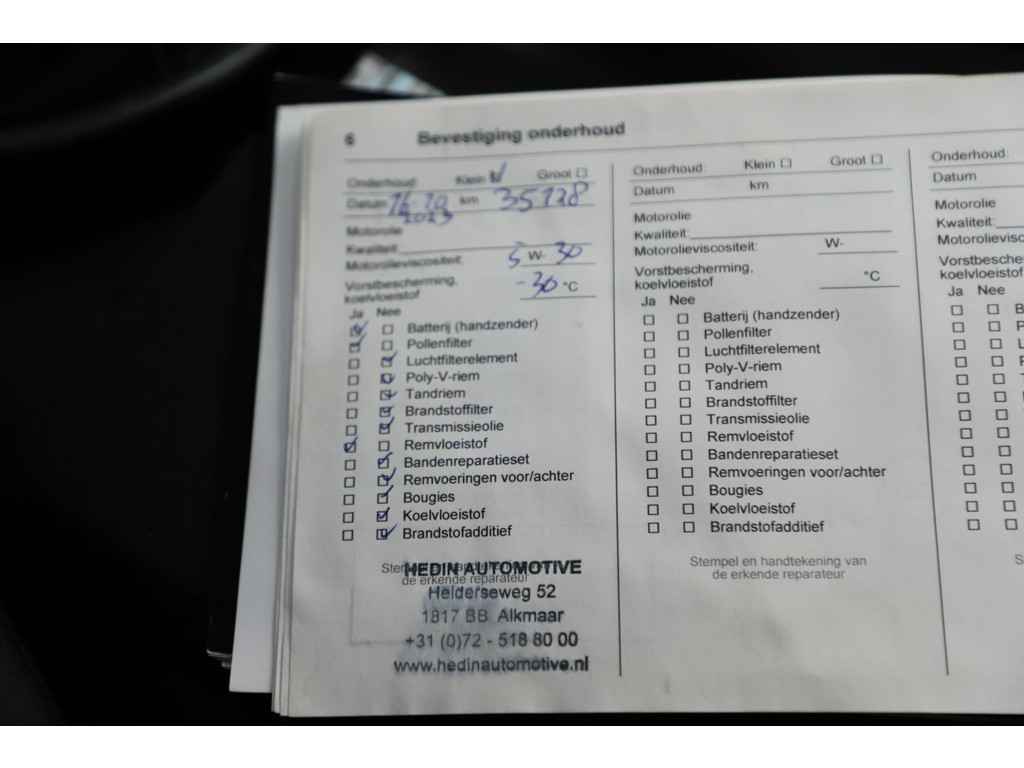 6 Bevestiging onderhoud
Onderhoud: Klein Groot
Datum 16-10 km 35128
2023
Motorolie
Kwaliteit:
Motorolieviscositeit: 5 W- 30
Vorstbescherming,
koelvloeistof -30 °C
Ja Nee
Batterij (handzender)
Pollenfilter
Luchtfilterelement
Poly-V-riem
Tandriem
Brandstoffilter
Transmissieolie
Remvloeistof
Bandenreparatieset
Remvoeringen voor/achter
Bougies
Koelvloeistof
Brandstofadditief
de erkende reparateur
HEDIN AUTOMOTIVE
Helderseweg 52
1817 BB Alkmaar
+31 (0)72 - 518 80 00
www.hedinautomotive.nl
Onderhoud: Klein Groot
Datum km
Motorolie
Kwaliteit:
Motorolieviscositeit: W-
Vorstbescherming,
koelvloeistof °C
Ja Nee
Batterij (handzender)
Pollenfilter
Luchtfilterelement
Poly-V-riem
Tandriem
Brandstoffilter
Transmissieolie
Remvloeistof
Bandenreparatieset
Remvoeringen voor/achter
Bougies
Koelvloeistof
Brandstofadditief
Stempel en handtekening van
de erkende reparateur
Onderhoud:
Datum
Motorolie
Kwaliteit:
Motorolievisc
Vorstbesche
koelvloeistof
Ja Nee